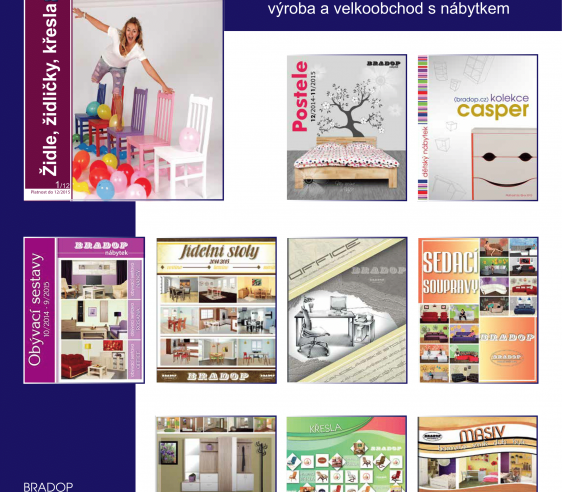 výroba a velkoobchod s nábytkem
Židle, židličky, křesla
1/12
Platnost do 12/2015
Postele
12/2014-11/2015
BRADOP
(bradop.cz) kolekce
casper
dětský nábytek
Obývací sestavy
10/2014 - 9/2015
BRADOP
nábytek
Jídelní stoly
2014/2015
BRADOP
OFFICE
BRADOP
SEDACÍ
SOUPRAVY
BRADOP
KŘESLA
BRADOP
BRADOP
MASIV
BRADOP